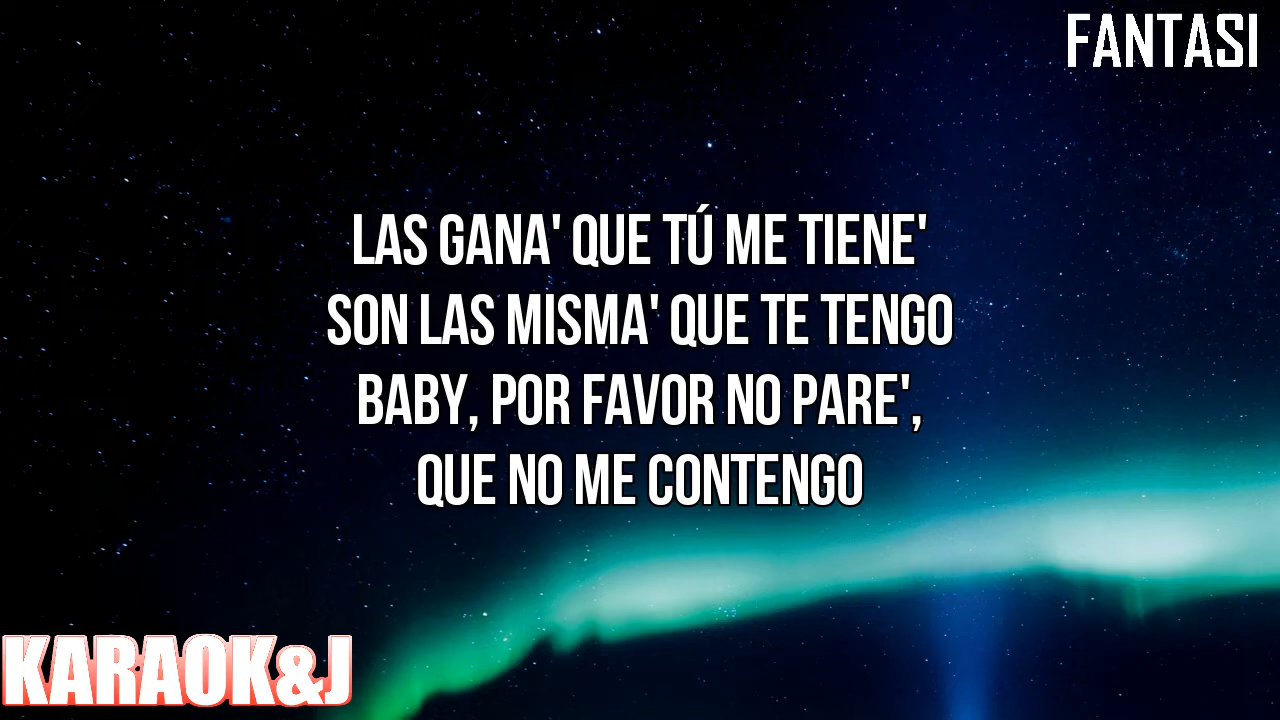 FANTASI
LAS GANA' QUE TÚ ME TIENE'
SON LAS MISMA' QUE TE TENGO
BABY, POR FAVOR NO PARE',
QUE NO ME CONTENGO
KARAOK&J